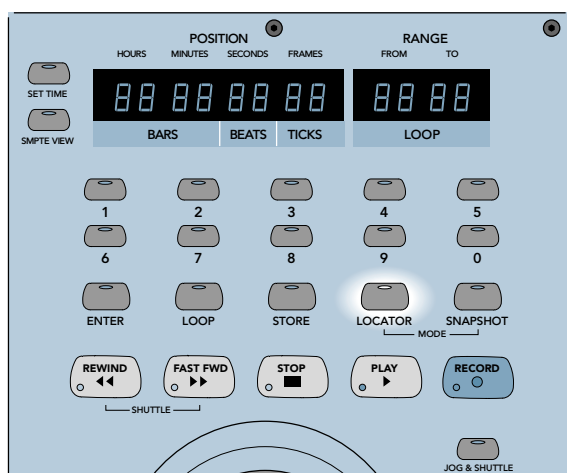 POSITION RANGE
HOURS MINUTES SECONDS FRAMES FROM TO
88 88 88 88 88 88
SET TIME
SMPTE VIEW
BARS BEATS TICKS LOOP
1 2 3 4 5
6 7 8 9 0
ENTER LOOP STORE LOCATOR SNAPSHOT
MODE
REWIND FAST FWD STOP PLAY RECORD
SHUTTLE
JOG & SHUTTLE